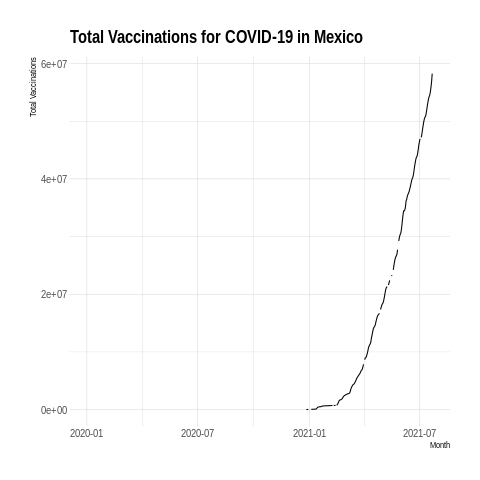 Total Vaccinations for COVID-19 in Mexico
Total Vaccinations
6e+07
4e+07
2e+07
0e+00
2020-01 2020-07 2021-01 2021-07
Month